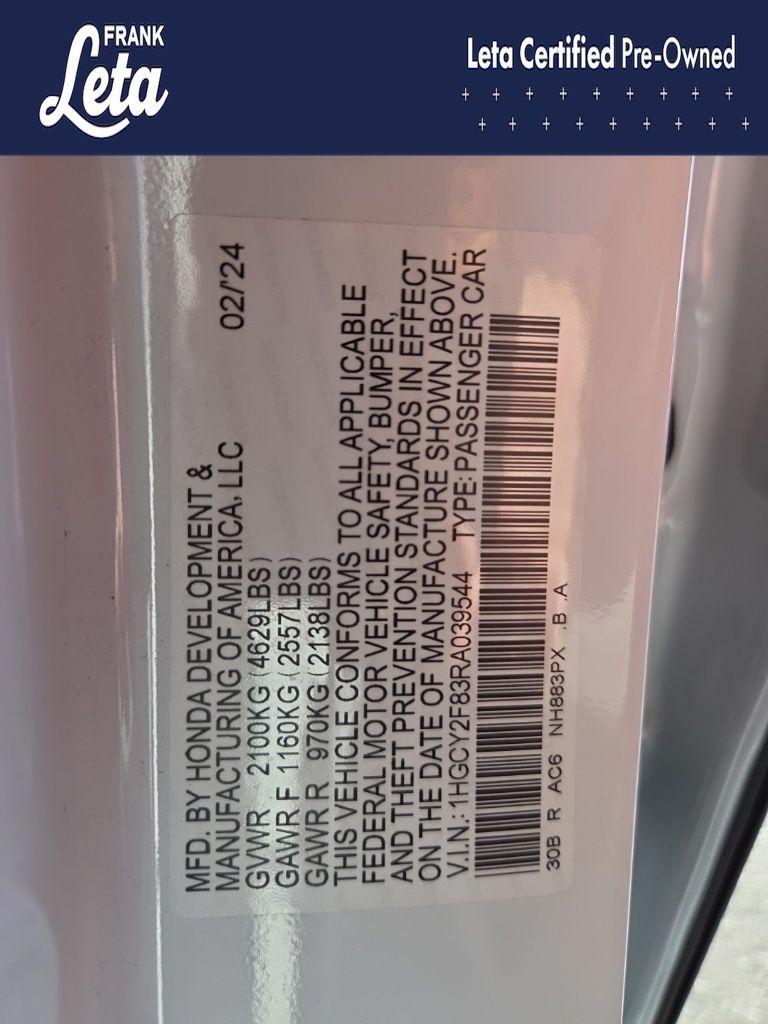 FRANK
Leta
Leta Certified Pre-Owned
MFD. BY HONDA DEVELOPMENT &
MANUFACTURING OF AMERICA, LLC 02/'24
GVWR 2100KG (4629LBS)
GAWR F 1160KG (2557LBS)
GAWR R 970KG (2138LBS)
THIS VEHICLE CONFORMS TO ALL APPLICABLE
FEDERAL MOTOR VEHICLE SAFETY, BUMPER,
AND THEFT PREVENTION STANDARDS IN EFFECT
ON THE DATE OF MANUFACTURE SHOWN ABOVE.
V.I.N.: 1HGCY2F83RA039544 TYPE: PASSENGER CAR
30B R AC6 NH883PX .B .A